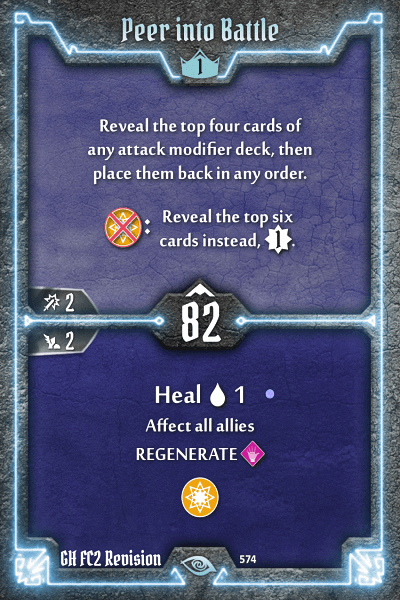 Peer into Battle
1
Reveal the top four cards of
any attack modifier deck, then
place them back in any order.
: Reveal the top six
cards instead, 1.
2
82
2
Heal 1
Affect all allies
REGENERATE
GH FC2 Revision
574